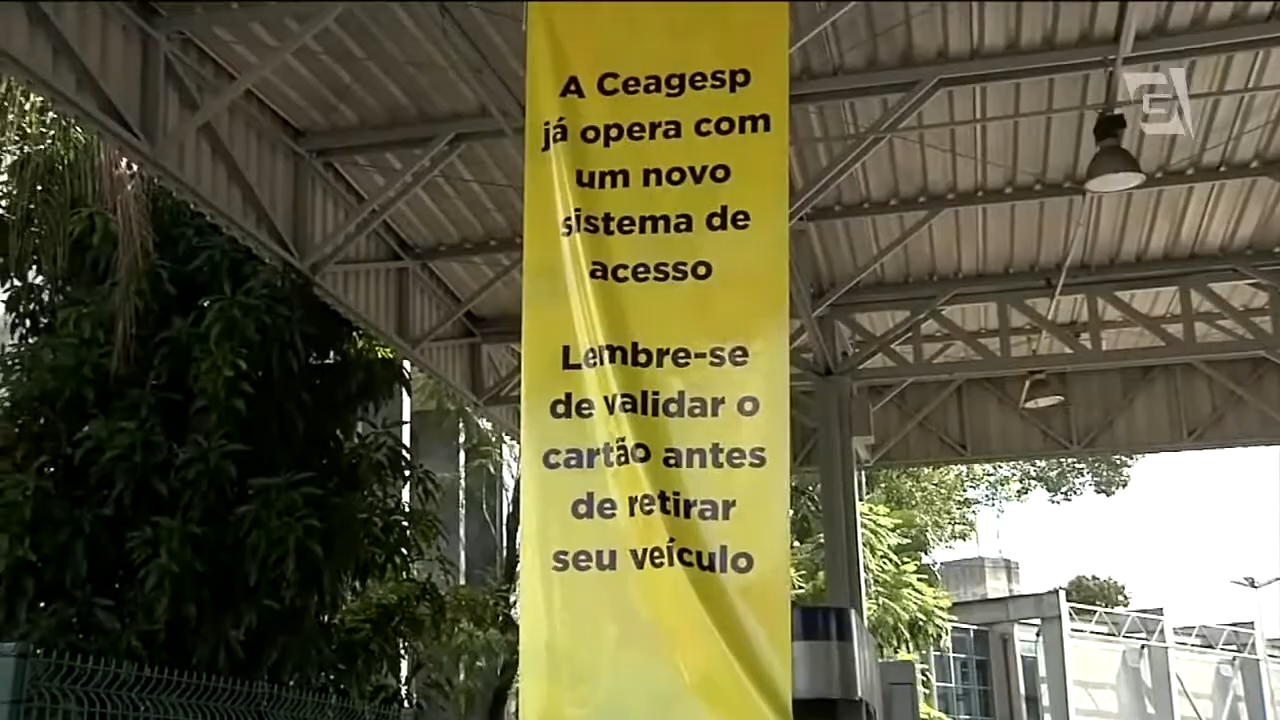 A Ceagesp
já opera com
um novo
sistema de
acesso
Lembre-se
de validar o
cartão antes
de retirar
seu veículo